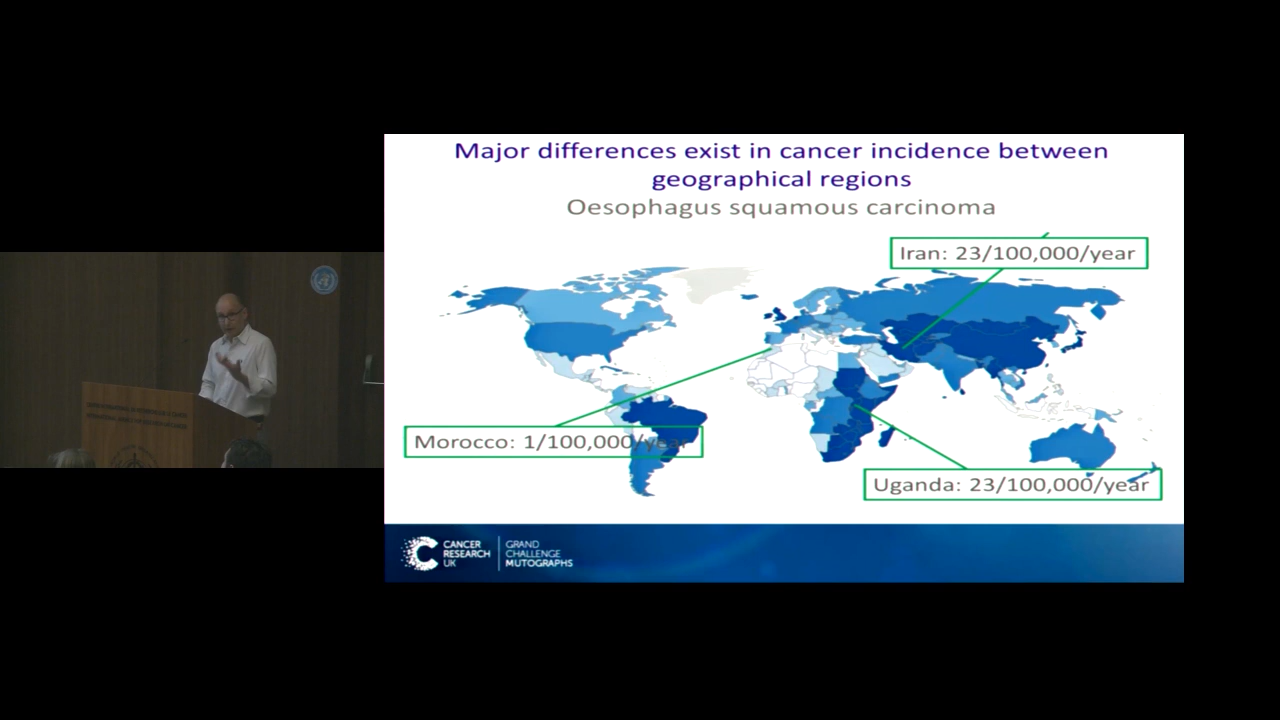 Major differences exist in cancer incidence between
geographical regions
Oesophagus squamous carcinoma
Iran: 23/100,000/year
Morocco: 1/100,000/year
Uganda: 23/100,000/year
CANCER
RESEARCH
UK
GRAND
CHALLENGE
MUTOGRAPHS